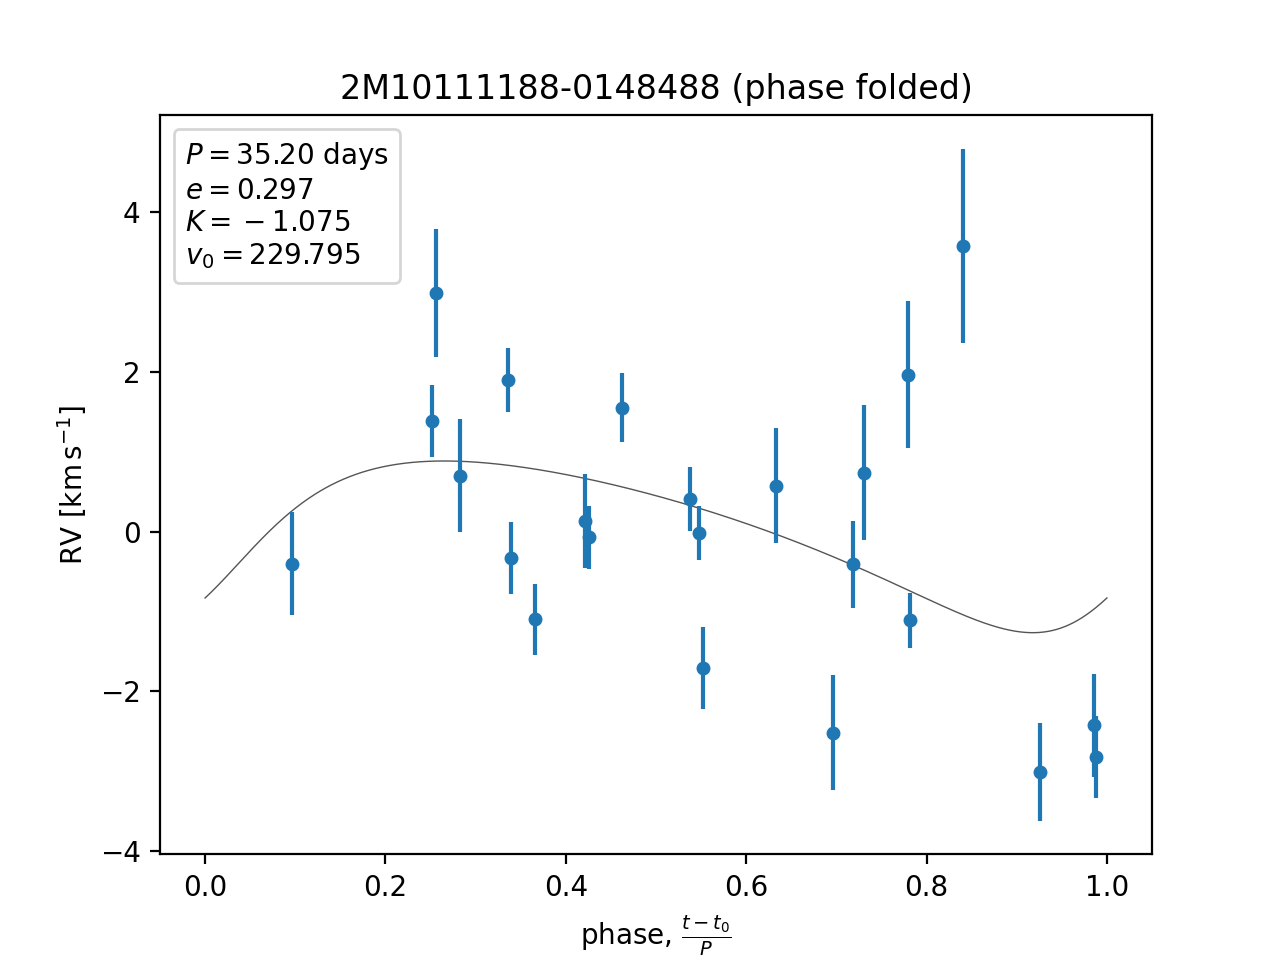 2M10111188-0148488 (phase folded)
P = 35.20 days
e = 0.297
K = −1.075
v₀ = 229.795
4
2
0
−2
−4
RV [km s⁻¹]
0.0 0.2 0.4 0.6 0.8 1.0
phase, (t − t₀)/P